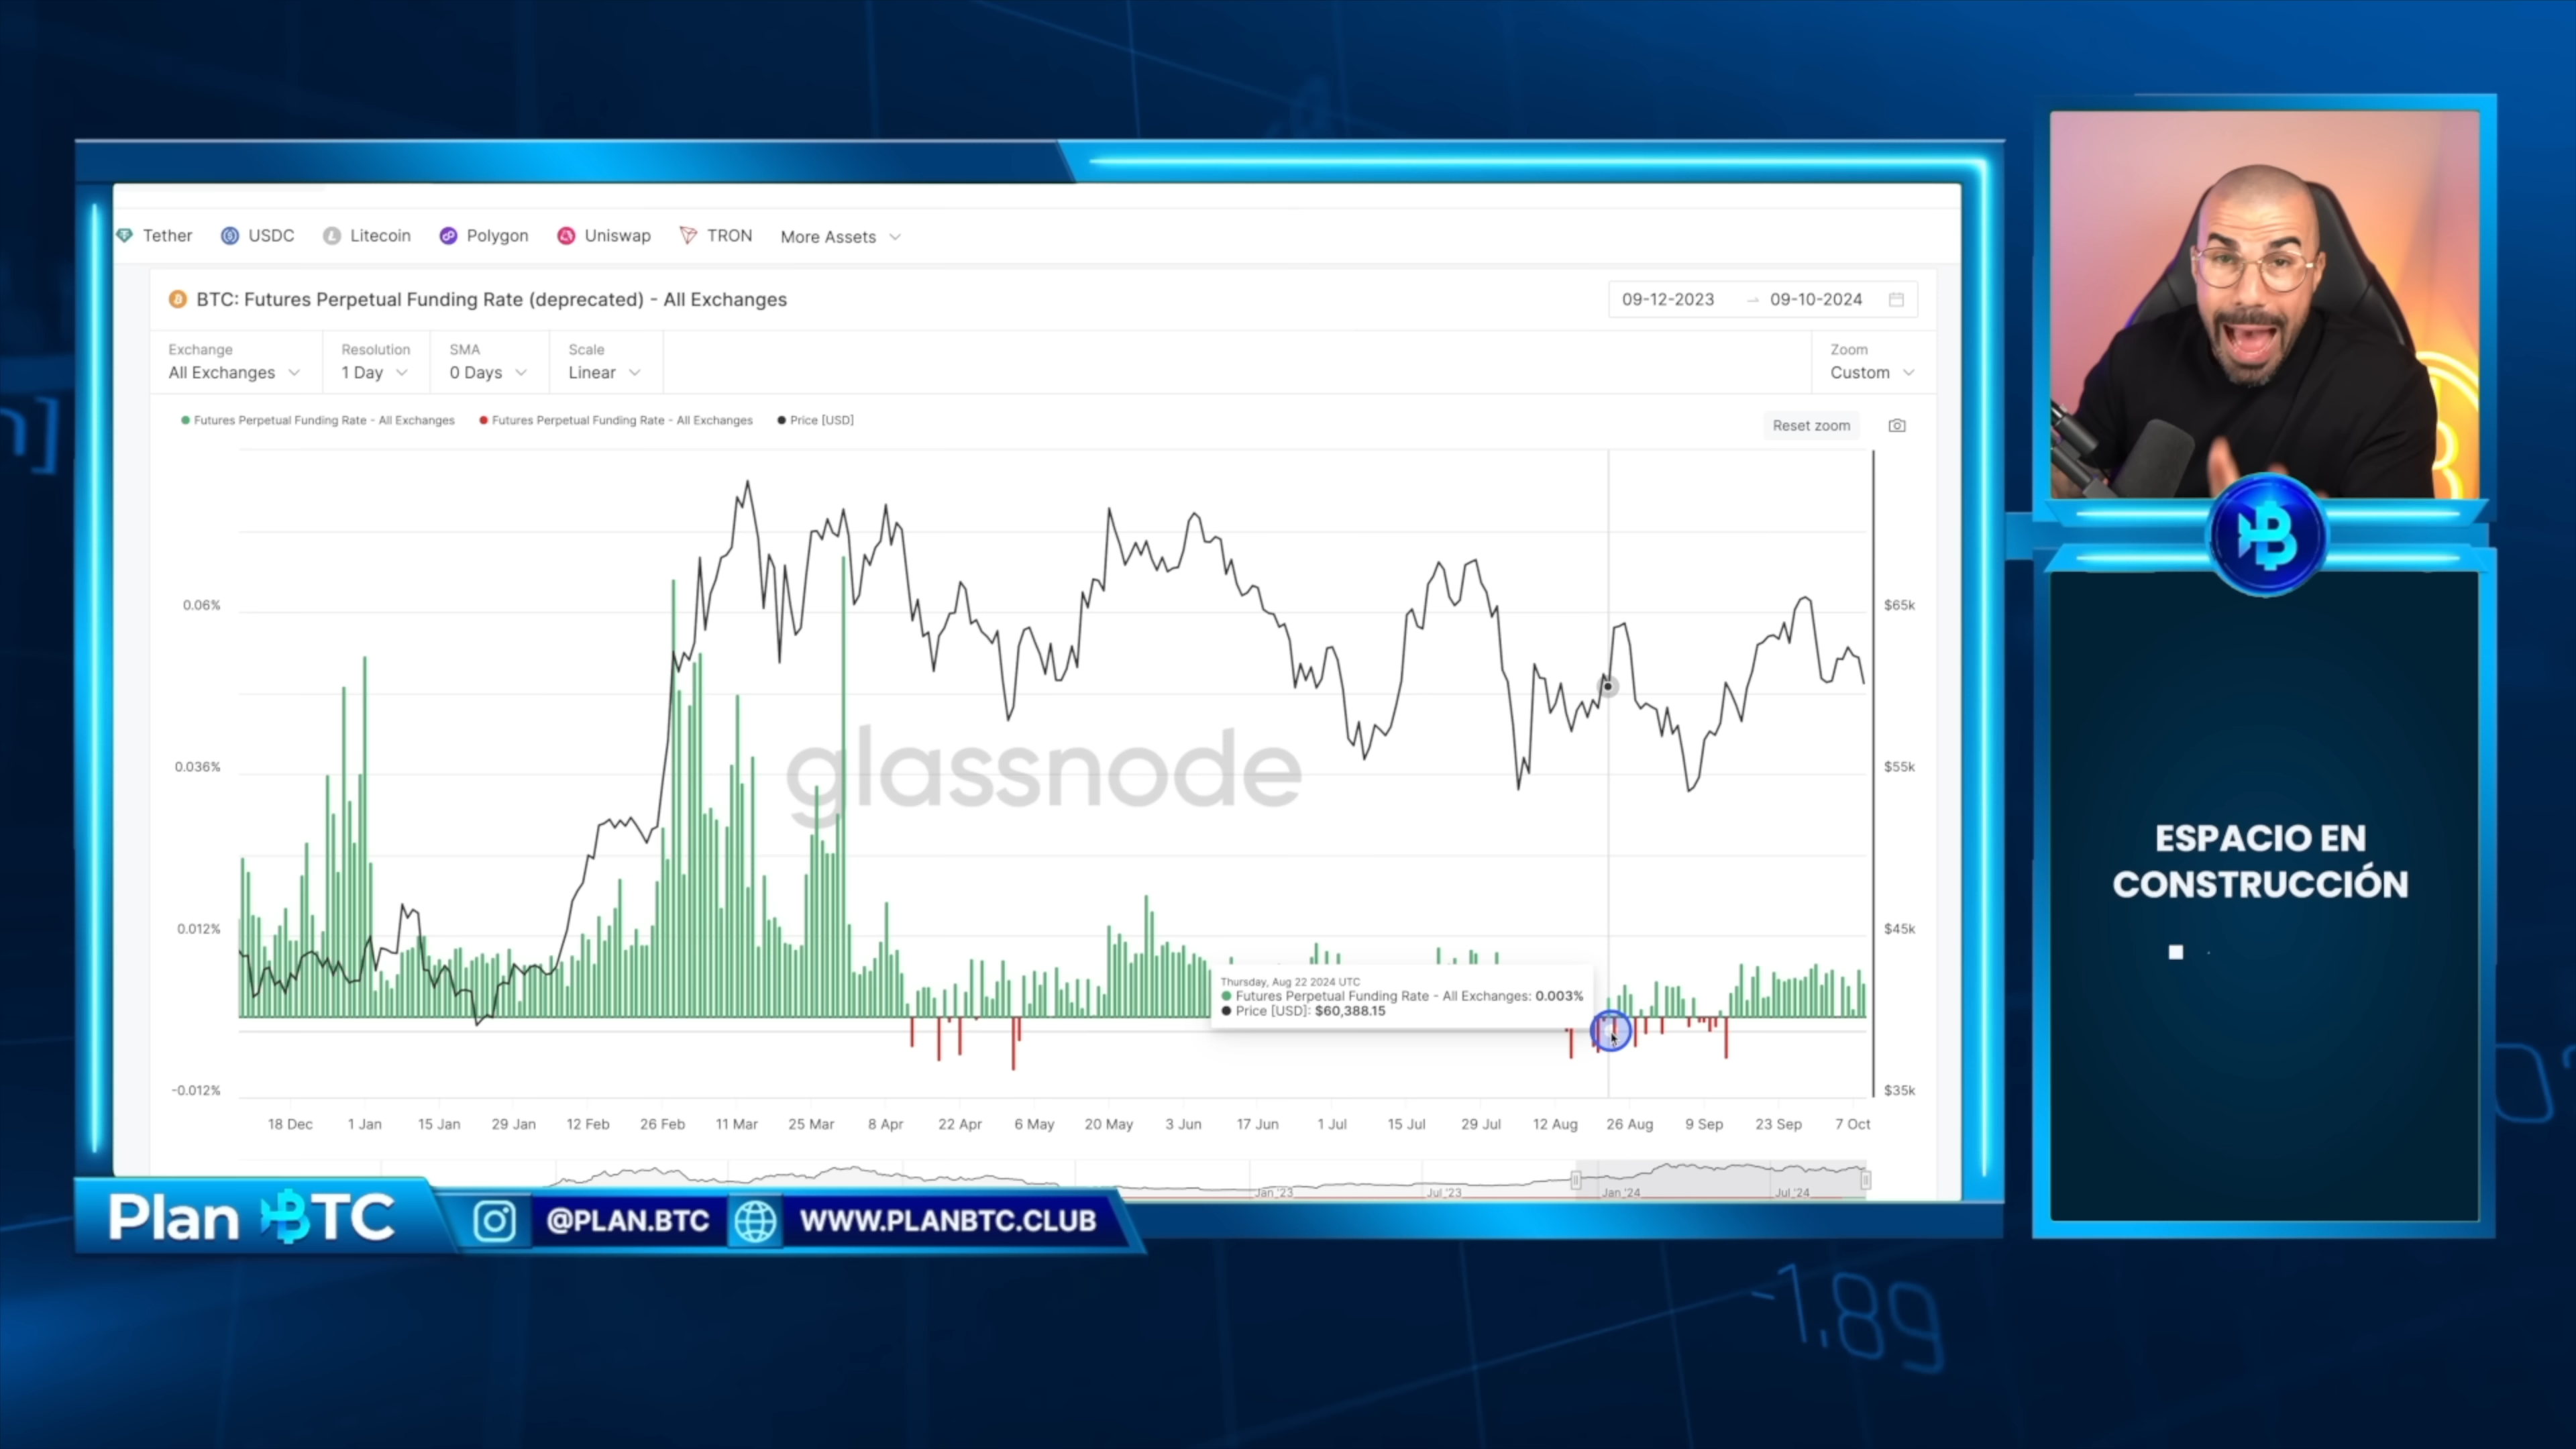 Tether USDC Litecoin Polygon Uniswap TRON More Assets
BTC: Futures Perpetual Funding Rate (deprecated) - All Exchanges
09-12-2023 → 09-10-2024
Exchange Resolution SMA Scale Zoom
All Exchanges 1 Day 0 Days Linear Custom
Futures Perpetual Funding Rate - All Exchanges Futures Perpetual Funding Rate - All Exchanges Price [USD]
Reset zoom
0.06% $65k
glassnode
0.036% $55k
0.012% $45k
Thursday, Aug 22 2024 UTC
Futures Perpetual Funding Rate - All Exchanges: 0.003%
Price [USD]: $60,388.15
-0.012% $35k
18 Dec 1 Jan 15 Jan 29 Jan 12 Feb 26 Feb 11 Mar 25 Mar 8 Apr 22 Apr 6 May 20 May 3 Jun 17 Jun 1 Jul 15 Jul 29 Jul 12 Aug 26 Aug 9 Sep 23 Sep 7 Oct
Jan '23 Jul '23 Jan '24 Jul '24
Plan BTC @PLAN.BTC WWW.PLANBTC.CLUB
ESPACIO EN
CONSTRUCCIÓN
-1.89